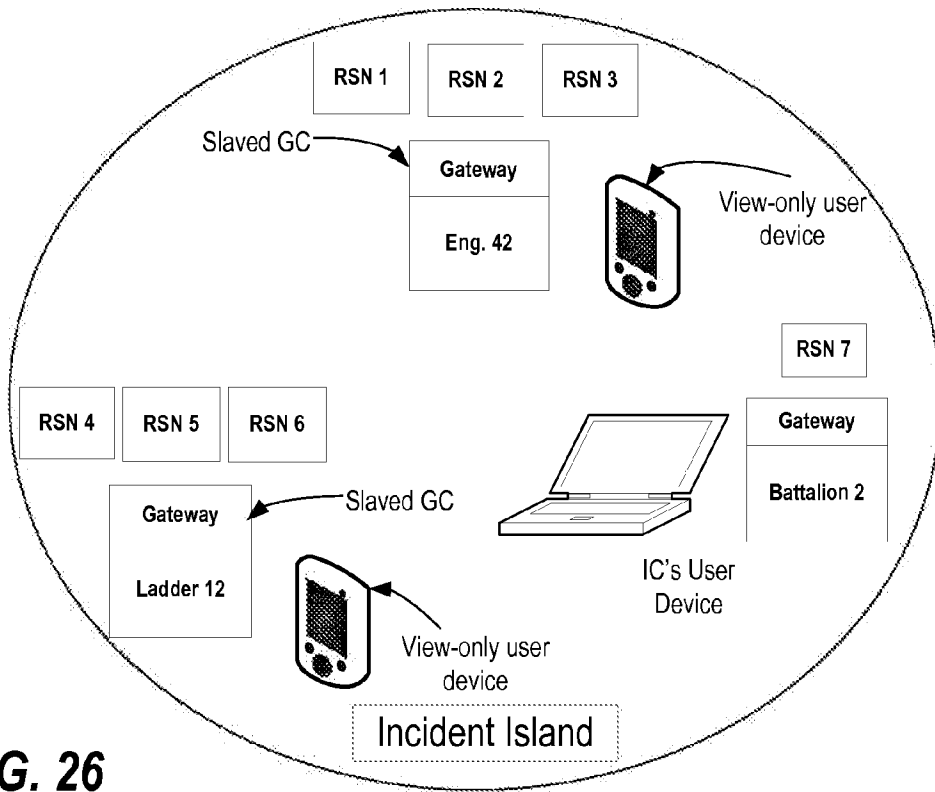 RSN 1
RSN 2
RSN 3
Slaved GC
Gateway
Eng. 42
View-only user
device
RSN 7
Gateway
Battalion 2
RSN 4
RSN 5
RSN 6
Gateway
Ladder 12
Slaved GC
IC's User
Device
View-only user
device
Incident Island
G. 26